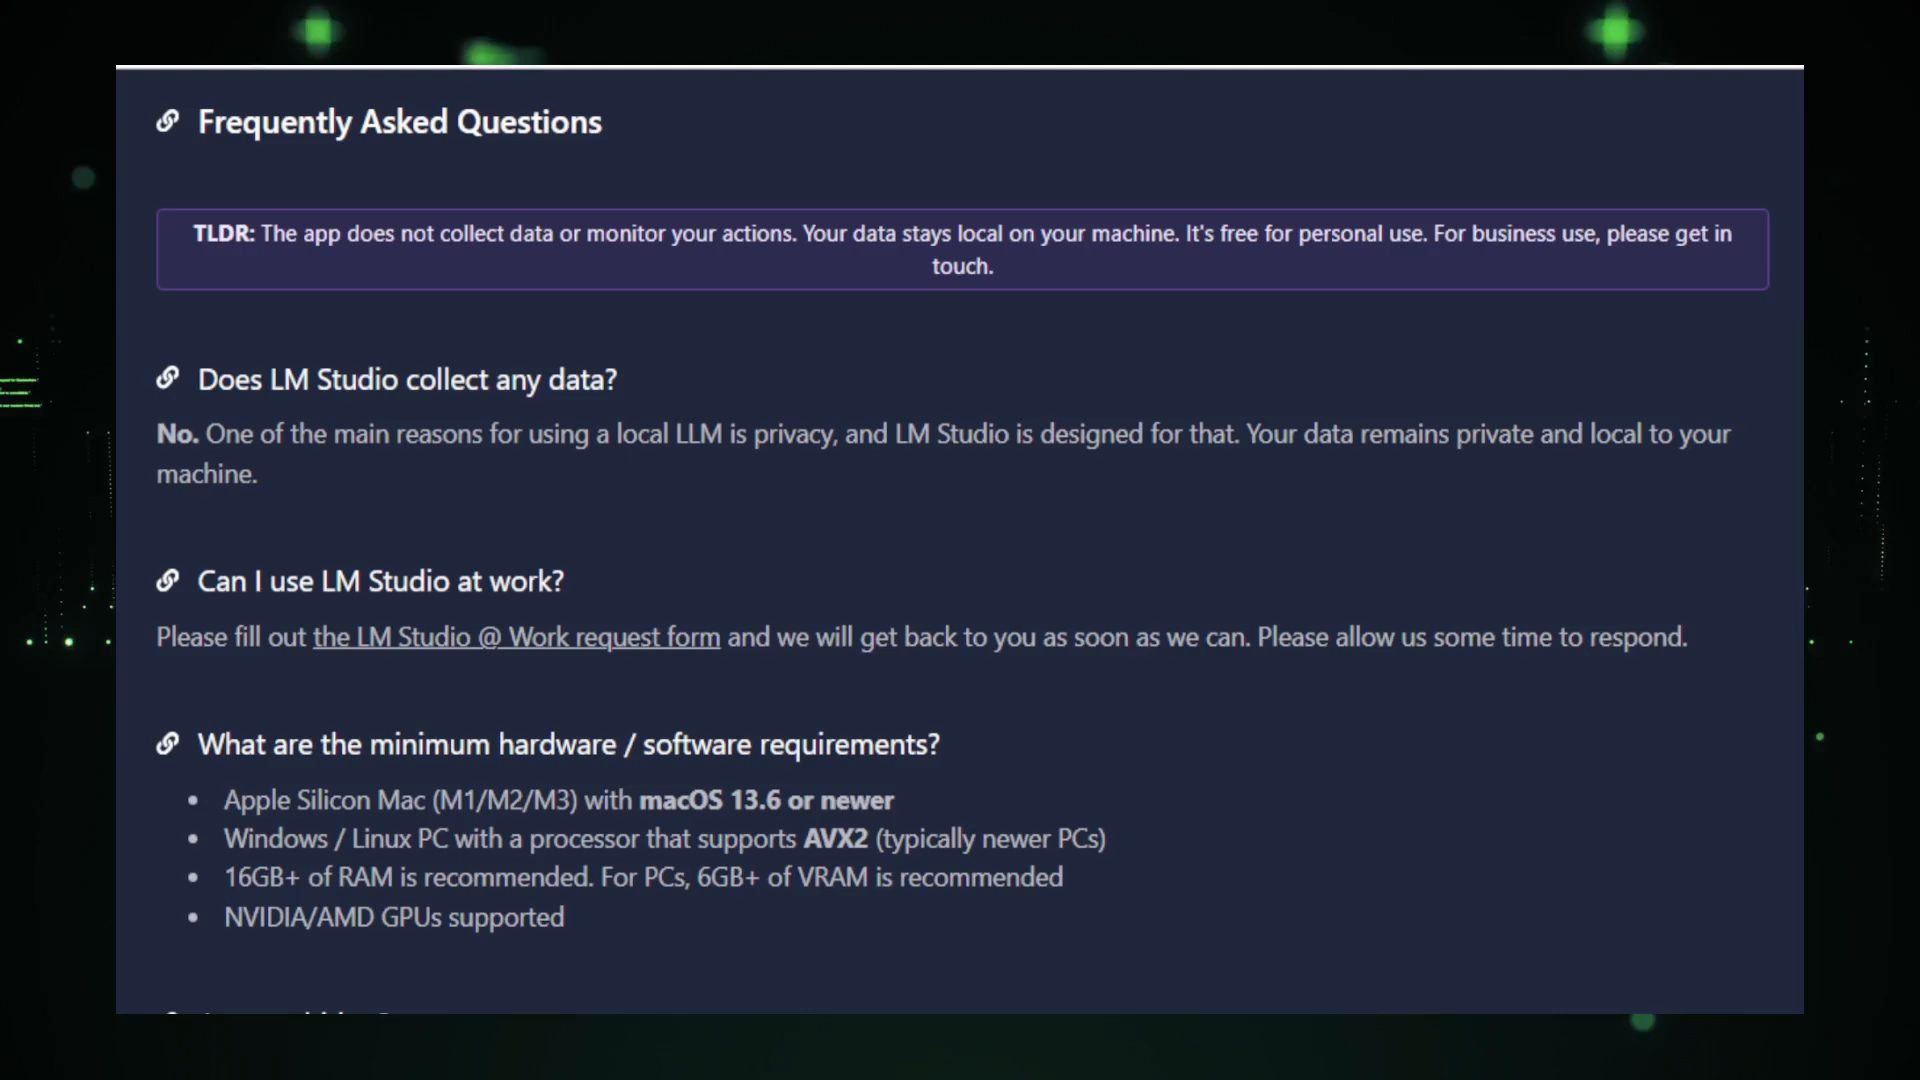 Frequently Asked Questions
TLDR: The app does not collect data or monitor your actions. Your data stays local on your machine. It's free for personal use. For business use, please get in
touch.
Does LM Studio collect any data?
No. One of the main reasons for using a local LLM is privacy, and LM Studio is designed for that. Your data remains private and local to your
machine.
Can I use LM Studio at work?
Please fill out the LM Studio @ Work request form and we will get back to you as soon as we can. Please allow us some time to respond.
What are the minimum hardware / software requirements?
• Apple Silicon Mac (M1/M2/M3) with macOS 13.6 or newer
• Windows / Linux PC with a processor that supports AVX2 (typically newer PCs)
• 16GB+ of RAM is recommended. For PCs, 6GB+ of VRAM is recommended
• NVIDIA/AMD GPUs supported